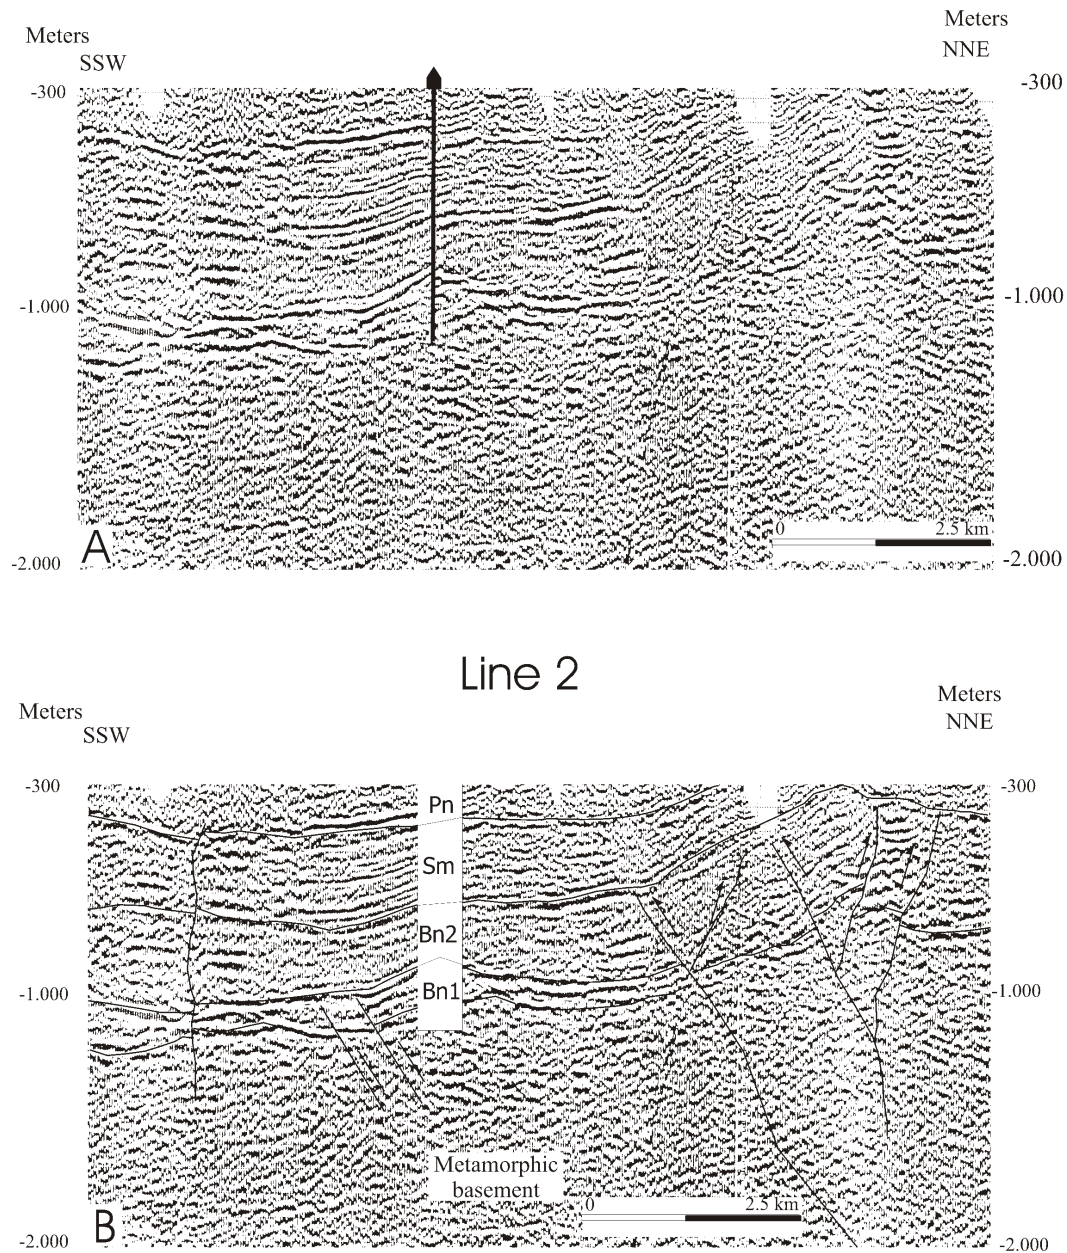 Meters
Meters
SSW
NNE
-300
-300
-1.000
-1.000
0
2.5 km
A
-2.000
-2.000
Line 2
Meters
Meters
SSW
NNE
-300
-300
Pn
Sm
Bn2
Bn1
-1.000
-1.000
Metamorphic
basement
0
2.5 km
B
-2.000
-2.000